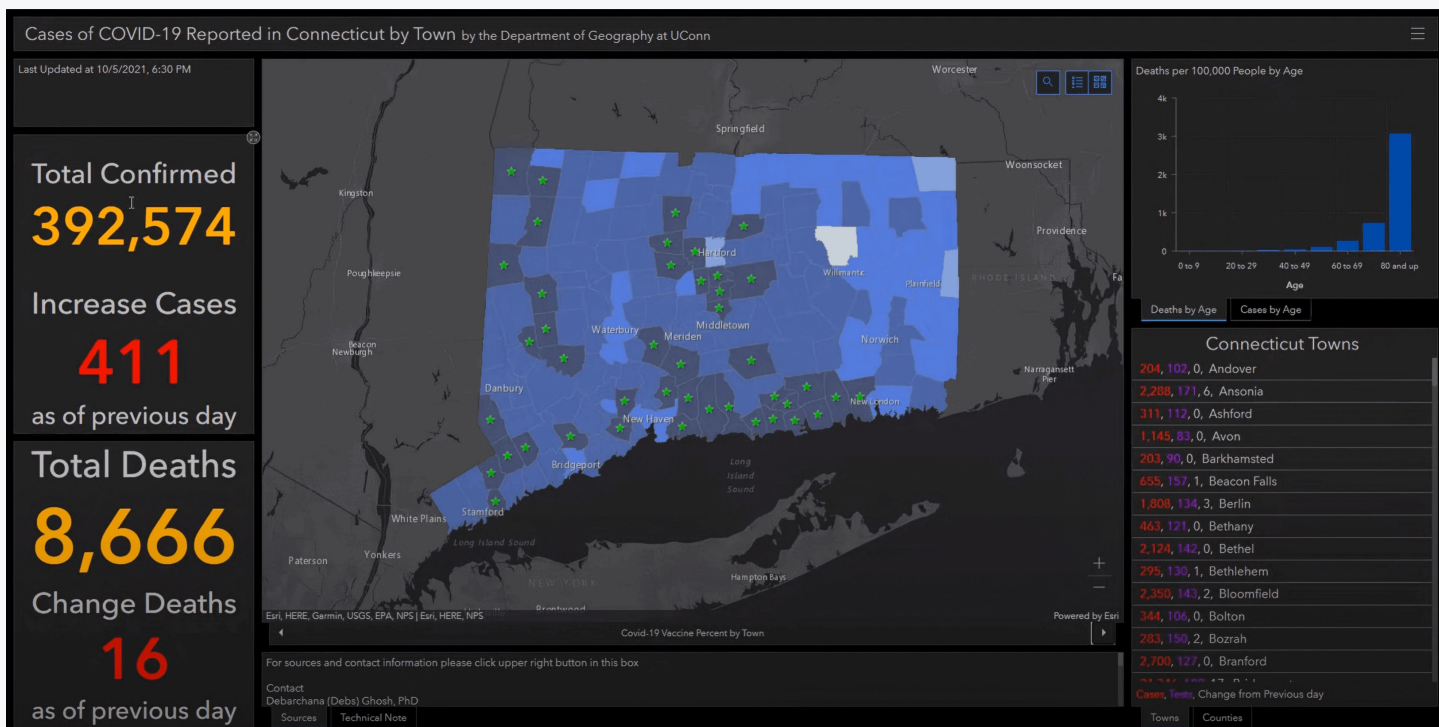 Cases of COVID-19 Reported in Connecticut by Town by the Department of Geography at UConn
Last Updated at 10/5/2021, 6:30 PM
Total Confirmed
392,574
Increase Cases
411
as of previous day
Total Deaths
8,666
Change Deaths
16
as of previous day
Worcester
Springfield
Woonsocket
Kingston
Providence
Hartford
Poughkeepsie
Willimantic
RHODE ISLAND
Fa
Plainfield
Waterbury
Middletown
Meriden
Norwich
Beacon
Newburgh
Narragansett
Pier
Danbury
New London
New Haven
Bridgeport
Long
Island
Sound
Stamford
White Plains
Long Island Sound
Yonkers
Paterson
NEW YORK
Hampton Bays
Brentwood
Esri, HERE, Garmin, USGS, EPA, NPS | Esri, HERE, NPS
Powered by Esri
Covid-19 Vaccine Percent by Town
For sources and contact information please click upper right button in this box
Contact
Debarchana (Debs) Ghosh, PhD
Sources
Technical Note
Deaths per 100,000 People by Age
4k
3k
2k
1k
0
0 to 9
20 to 29
40 to 49
60 to 69
80 and up
Age
Deaths by Age
Cases by Age
Connecticut Towns
204, 102, 0, Andover
2,288, 171, 6, Ansonia
311, 112, 0, Ashford
1,145, 83, 0, Avon
203, 90, 0, Barkhamsted
655, 157, 1, Beacon Falls
1,808, 134, 3, Berlin
463, 121, 0, Bethany
2,124, 142, 0, Bethel
295, 130, 1, Bethlehem
2,350, 143, 2, Bloomfield
344, 106, 0, Bolton
283, 150, 2, Bozrah
2,700, 127, 0, Branford
Cases, Tests, Change from Previous day
Towns
Counties